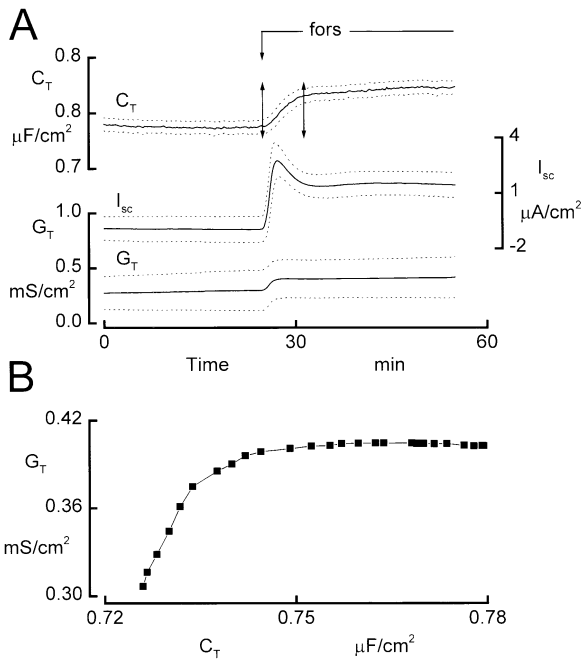 A
fors
0.8
C_T
C_T
0.8
μF/cm²
0.7
4
I_sc
1
μA/cm²
-2
I_sc
1.0
G_T
G_T
0.5
mS/cm²
0.0
0 30 60
Time min
B
0.42
G_T
0.36
mS/cm²
0.30
0.72 0.75 0.78
C_T μF/cm²